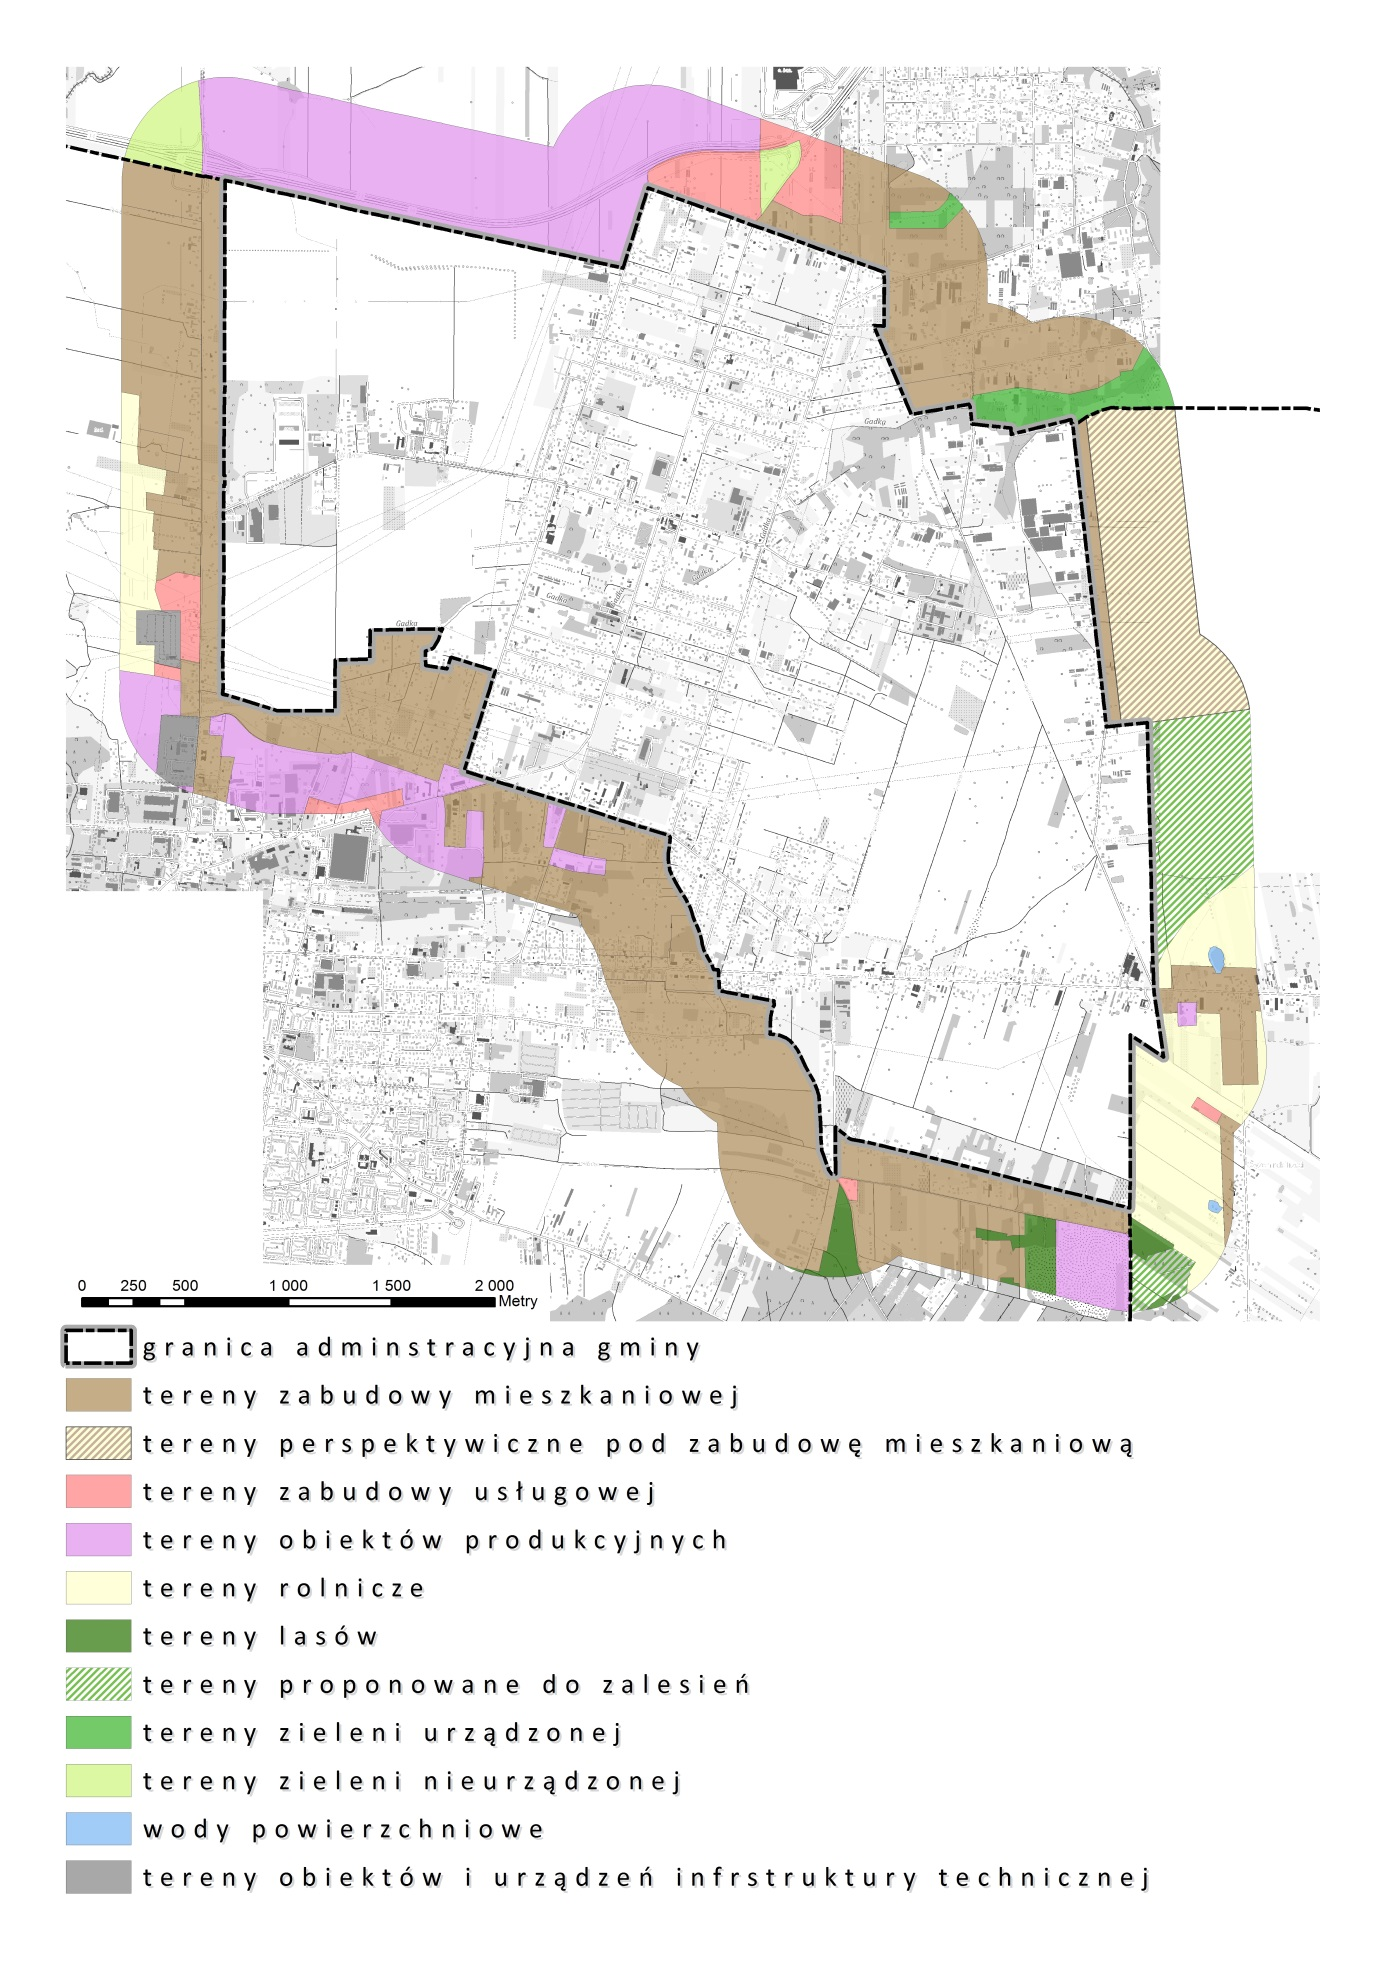 Gadka
Gadka
Gadka
Gadka
0 250 500 1 000 1 500 2 000
Metry
granica adminstracyjna gminy
tereny zabudowy mieszkaniowej
tereny perspektywiczne pod zabudowę mieszkaniową
tereny zabudowy usługowej
tereny obiektów produkcyjnych
tereny rolnicze
tereny lasów
tereny proponowane do zalesień
tereny zieleni urządzonej
tereny zieleni nieurządzonej
wody powierzchniowe
tereny obiektów i urządzeń infrstruktury technicznej